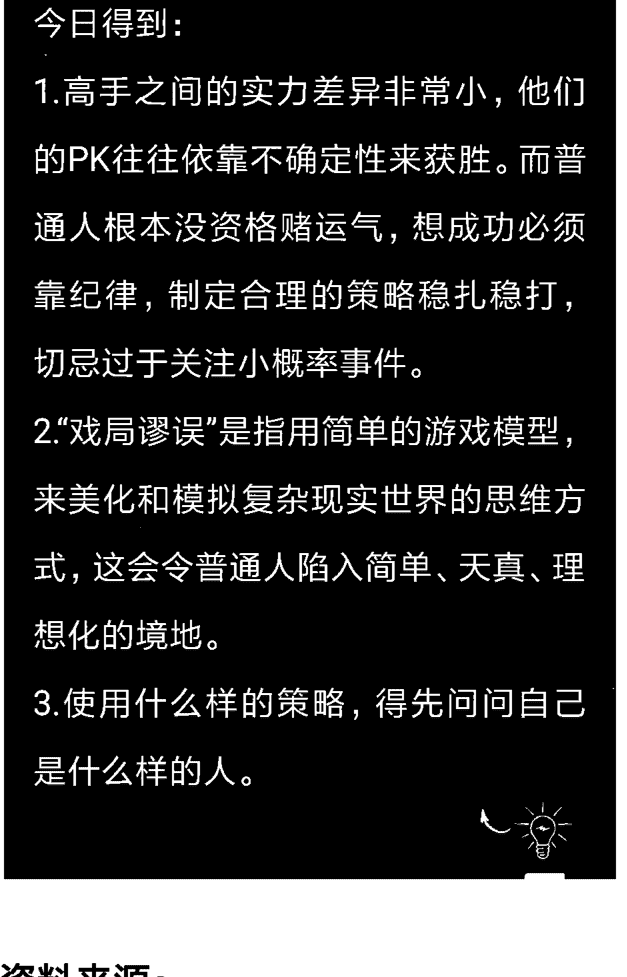 今日得到：
1.高手之间的实力差异非常小，他们
的PK往往依靠不确定性来获胜。而普
通人根本没资格赌运气，想成功必须
靠纪律，制定合理的策略稳扎稳打，
切忌过于关注小概率事件。
2.“戏局谬误”是指用简单的游戏模型，
来美化和模拟复杂现实世界的思维方
式，这会令普通人陷入简单、天真、理
想化的境地。
3.使用什么样的策略，得先问问自己
是什么样的人。
资料来源：